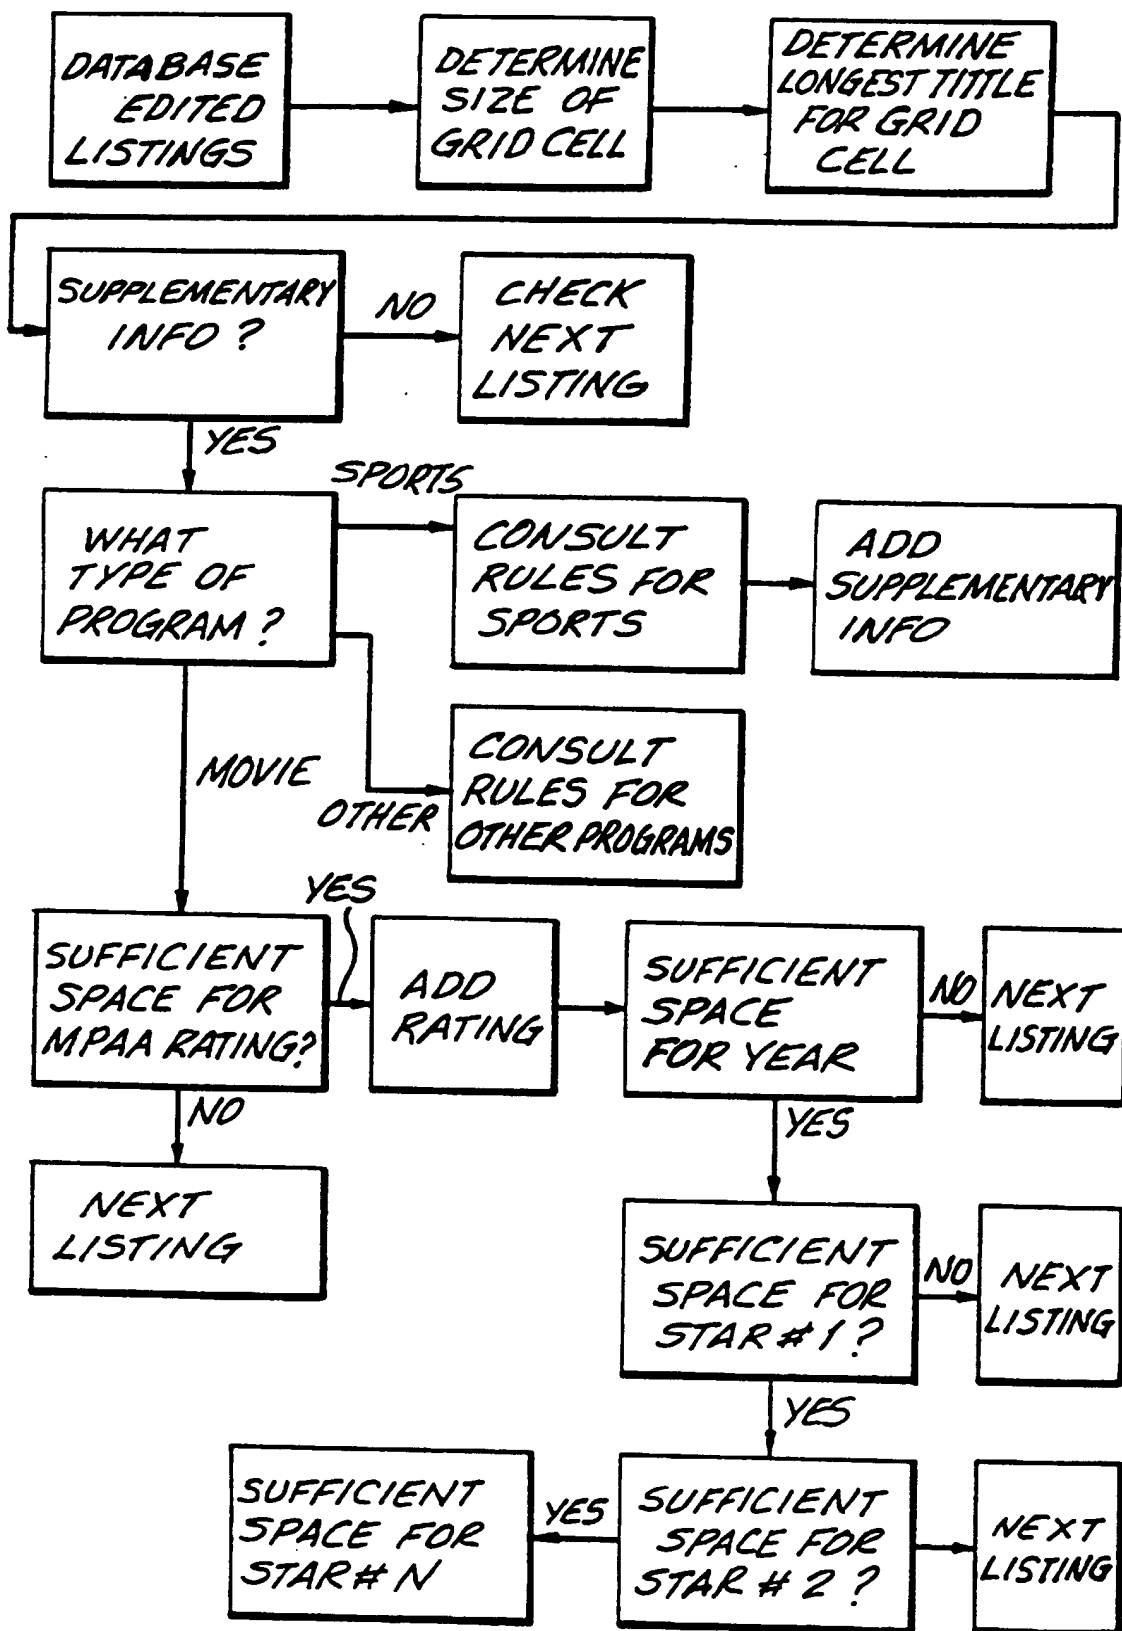 DATABASE
EDITED
LISTINGS
DETERMINE
SIZE OF
GRID CELL
DETERMINE
LONGEST TITTLE
FOR GRID
CELL
SUPPLEMENTARY
INFO ?
NO
CHECK
NEXT
LISTING
YES
WHAT
TYPE OF
PROGRAM ?
SPORTS
CONSULT
RULES FOR
SPORTS
ADD
SUPPLEMENTARY
INFO
OTHER
CONSULT
RULES FOR
OTHER PROGRAMS
MOVIE
SUFFICIENT
SPACE FOR
MPAA RATING?
YES
ADD
RATING
SUFFICIENT
SPACE
FOR YEAR
NO
NEXT
LISTING
NO
NEXT
LISTING
YES
SUFFICIENT
SPACE FOR
STAR # 1 ?
NO
NEXT
LISTING
YES
SUFFICIENT
SPACE FOR
STAR # 2 ?
NEXT
LISTING
YES
SUFFICIENT
SPACE FOR
STAR # N